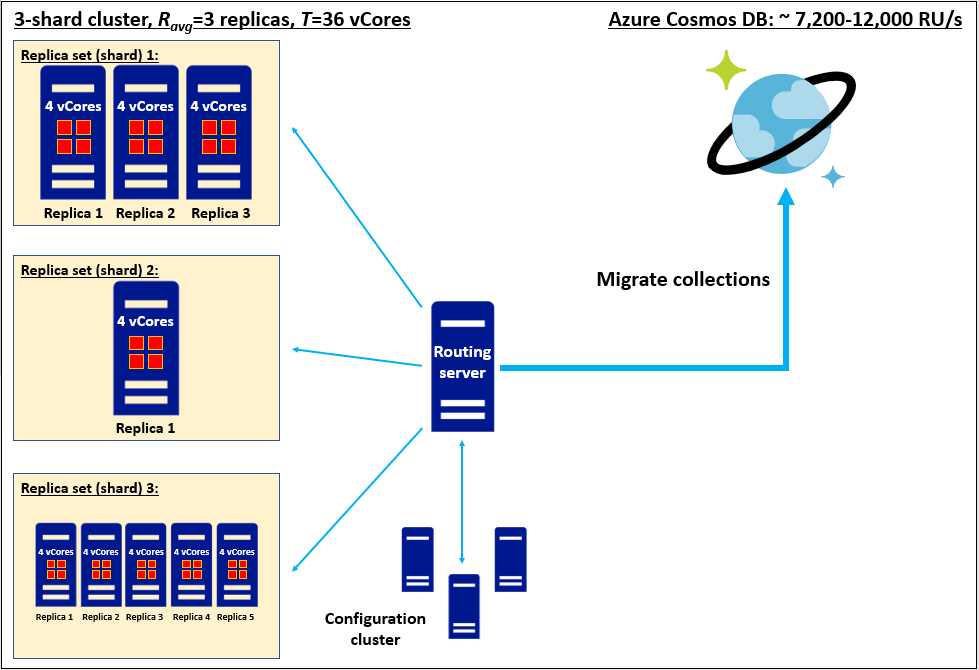 3-shard cluster, Ravg=3 replicas, T=36 vCores
Azure Cosmos DB: ~ 7,200-12,000 RU/s
Replica set (shard) 1:
4 vCores 4 vCores 4 vCores
Replica 1 Replica 2 Replica 3
Migrate collections
Replica set (shard) 2:
4 vCores
Replica 1
Routing
server
Replica set (shard) 3:
4 vCores 4 vCores 4 vCores 4 vCores 4 vCores
Replica 1 Replica 2 Replica 3 Replica 4 Replica 5
Configuration
cluster